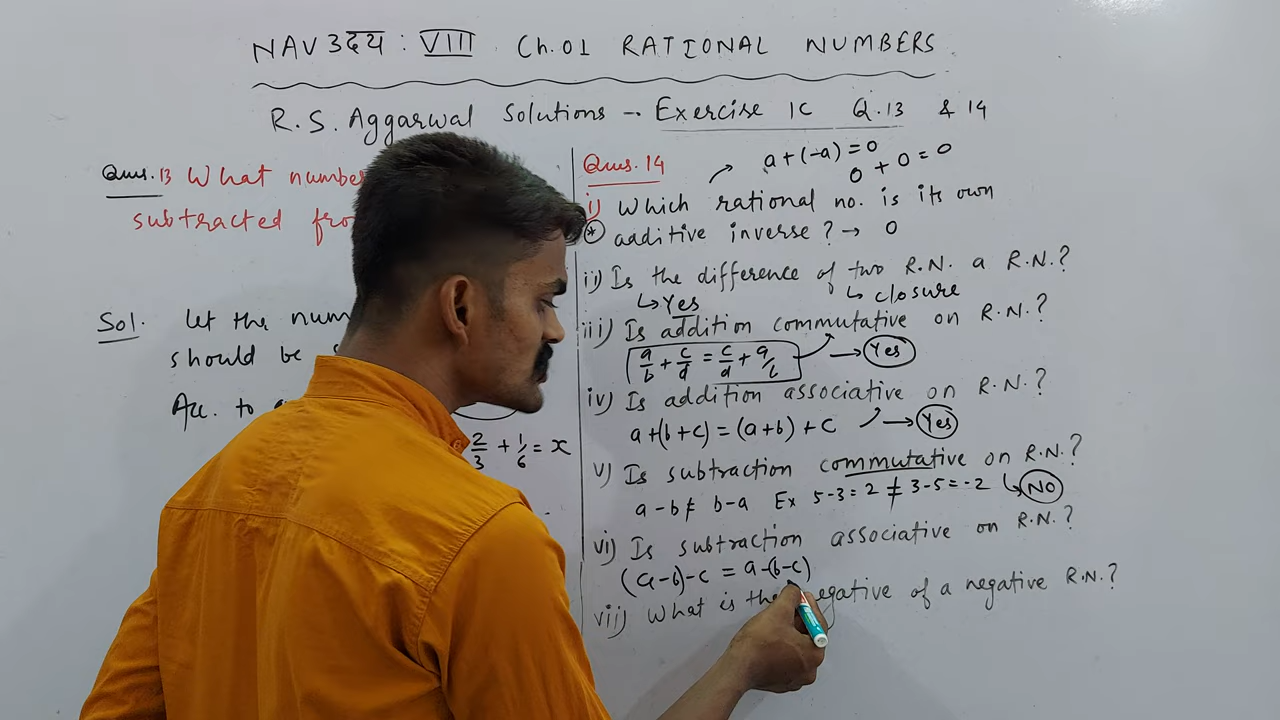 NAV उदय : VIII Ch.01 RATIONAL NUMBERS
R.S. Aggarwal Solutions -- Exercise 1C Q.13 & 14
Ques.13 What
subtracted
Sol. Let the
should be
Acc. to
2/3 + 1/6 = x
Ques.14
a+(-a) = 0
0 + 0 = 0
i) Which rational no. is its own
* additive inverse? → 0
ii) Is the difference of two R.N. a R.N.?
↳ Yes ↳ closure
iii) Is addition commutative on R.N.?
a/b + c/d = c/d + a/b → Yes
iv) Is addition associative on R.N.?
a+(b+c) = (a+b)+c → Yes
v) Is subtraction commutative on R.N.?
a-b ≠ b-a Ex 5-3=2 ≠ 3-5=-2 ↳ NO
vi) Is subtraction associative on R.N.?
(a-b)-c = a-(b-c)
vii) What is the negative of a negative R.N.?